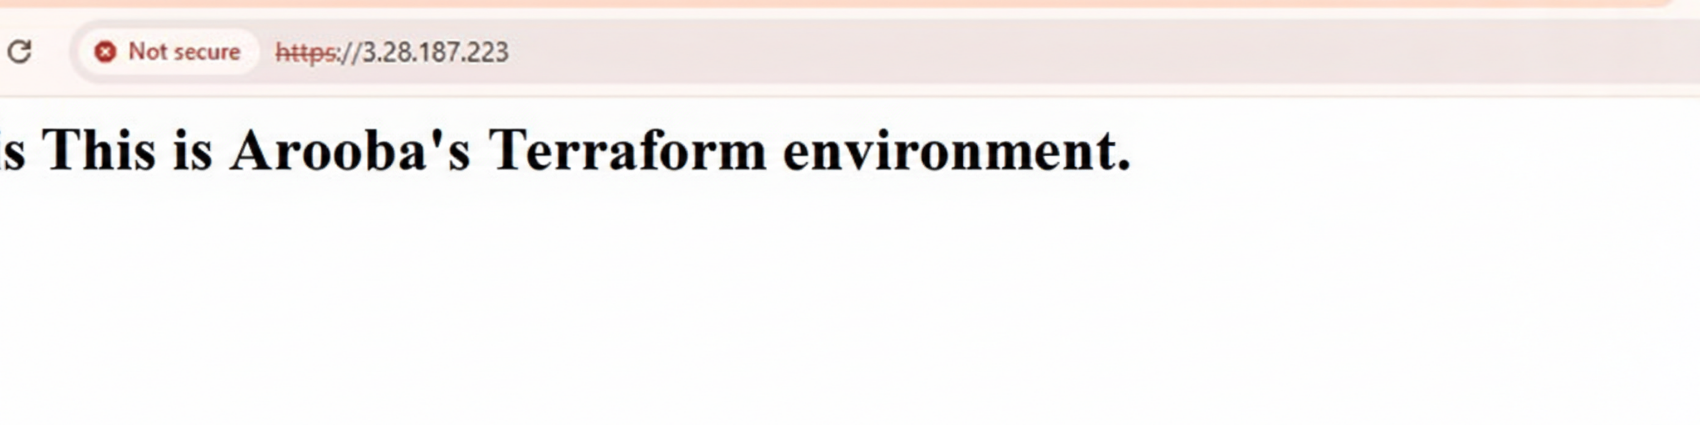 Not secure https://3.28.187.223
s This is Arooba's Terraform environment.